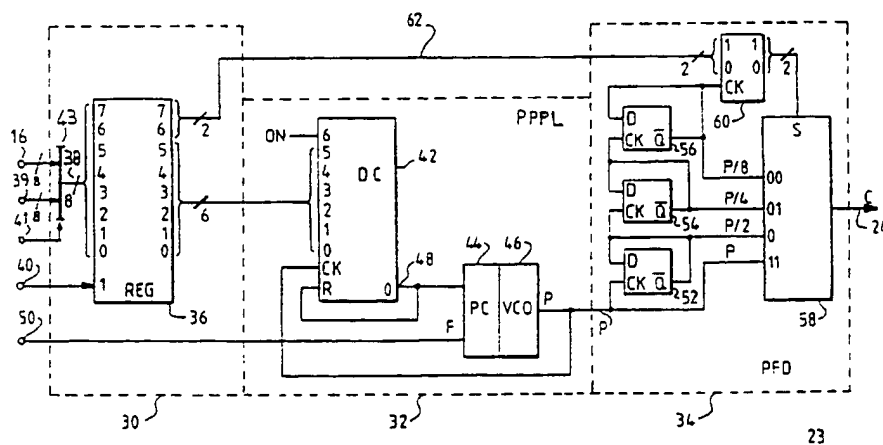 62
2
1 1
0 0
2
2
CK
60
7 7
6 6
5 5
4 4
3 3
2 2
1 1
0 0
43
16
8
39
8
38
8
41
40
50
1 REG
36
2
6
PPPL
ON
6
5
4
3
2
1
0
DC
42
CK
R 0
48
44 46
PC VCO
F
P
P
D
CK Q̅
56
D
CK Q̅
54
D
CK Q̅
52
S
P/8 00
P/4 01
P/2 0
P 11
C
58
PFD
30
32
34
23